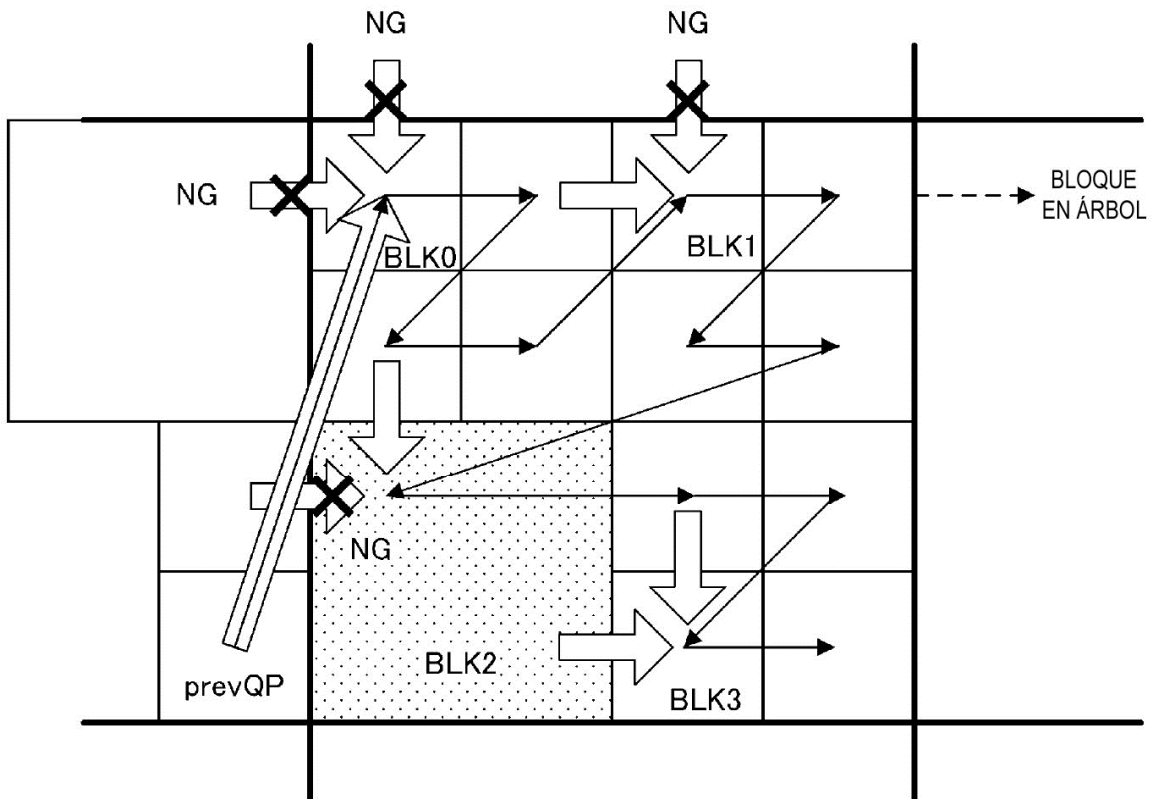 NG
NG
NG
BLK0
BLK1
BLOQUE
EN ÁRBOL
NG
BLK2
prevQP
BLK3